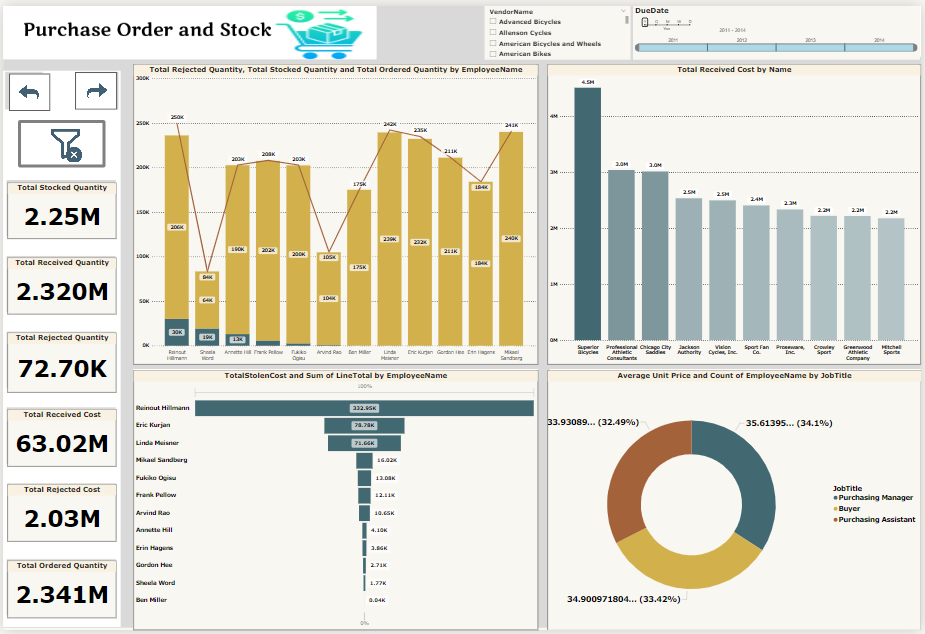 Purchase Order and Stock
VendorName
Advanced Bicycles
Allenson Cycles
American Bicycles and Wheels
American Bikes
DueDate
Year
2011 - 2014
2011 2012 2013 2014
Total Stocked Quantity
2.25M
Total Received Quantity
2.320M
Total Rejected Quantity
72.70K
Total Received Cost
63.02M
Total Rejected Cost
2.03M
Total Ordered Quantity
2.341M
Total Rejected Quantity, Total Stocked Quantity and Total Ordered Quantity by EmployeeName
300K
250K
200K
150K
100K
50K
0K
250K 84K 203K 208K 203K 105K 175K 242K 235K 211K 184K 241K
206K 64K 190K 202K 200K 104K 175K 239K 232K 211K 184K 240K
30K 19K 13K
Reinout Hillmann
Sheela Word
Annette Hill
Frank Pellow
Fukiko Ogisu
Arvind Rao
Ben Miller
Linda Meisner
Eric Kurjan
Gordon Hee
Erin Hagens
Mikael Sandberg
Total Received Cost by Name
4M
3M
2M
1M
0M
4.5M 3.0M 3.0M 2.5M 2.5M 2.4M 2.3M 2.2M 2.2M 2.2M
Superior Bicycles
Professional Athletic Consultants
Chicago City Saddles
Jackson Authority
Vision Cycles, Inc.
Sport Fan Co.
Proseware, Inc.
Crowley Sport
Greenwood Athletic Company
Mitchell Sports
TotalStolenCost and Sum of LineTotal by EmployeeName
100%
Reinout Hillmann 332.95K
Eric Kurjan 78.78K
Linda Meisner 71.66K
Mikael Sandberg 16.02K
Fukiko Ogisu 13.08K
Frank Pellow 12.11K
Arvind Rao 10.65K
Annette Hill 4.10K
Erin Hagens 3.86K
Gordon Hee 2.71K
Sheela Word 1.77K
Ben Miller 0.04K
0%
Average Unit Price and Count of EmployeeName by JobTitle
33.93089... (32.49%)
35.61395... (34.1%)
34.900971804... (33.42%)
JobTitle
Purchasing Manager
Buyer
Purchasing Assistant